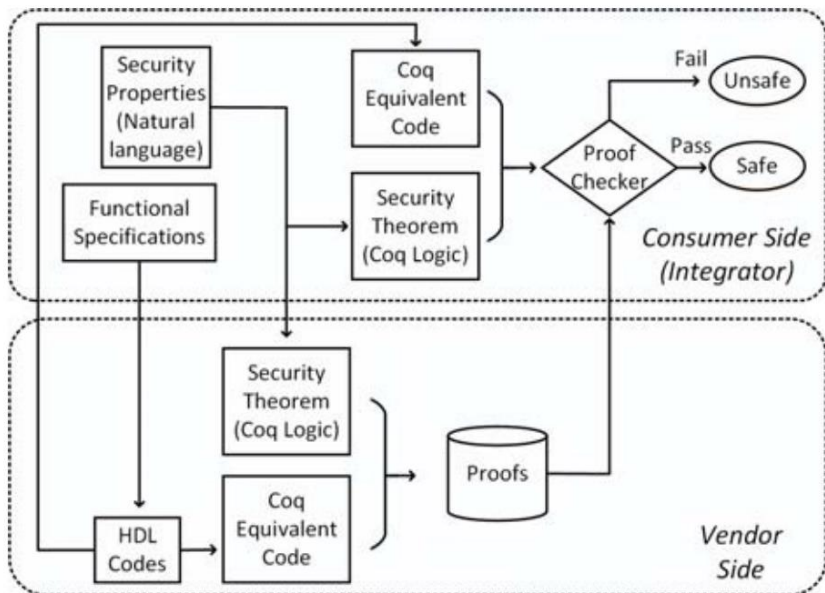 Security
Properties
(Natural
language)
Functional
Specifications
Coq
Equivalent
Code
Security
Theorem
(Coq Logic)
Proof
Checker
Fail
Unsafe
Pass
Safe
Consumer Side
(Integrator)
Security
Theorem
(Coq Logic)
HDL
Codes
Coq
Equivalent
Code
Proofs
Vendor
Side